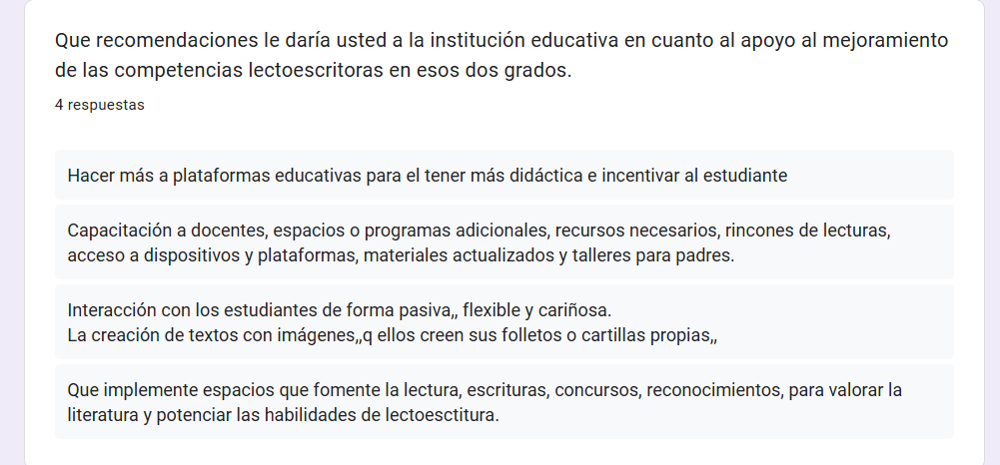 Que recomendaciones le daría usted a la institución educativa en cuanto al apoyo al mejoramiento
de las competencias lectoescritoras en esos dos grados.
4 respuestas
Hacer más a plataformas educativas para el tener más didáctica e incentivar al estudiante
Capacitación a docentes, espacios o programas adicionales, recursos necesarios, rincones de lecturas,
acceso a dispositivos y plataformas, materiales actualizados y talleres para padres.
Interacción con los estudiantes de forma pasiva,, flexible y cariñosa.
La creación de textos con imágenes,,q ellos creen sus folletos o cartillas propias,,
Que implemente espacios que fomente la lectura, escrituras, concursos, reconocimientos, para valorar la
literatura y potenciar las habilidades de lectoesctitura.